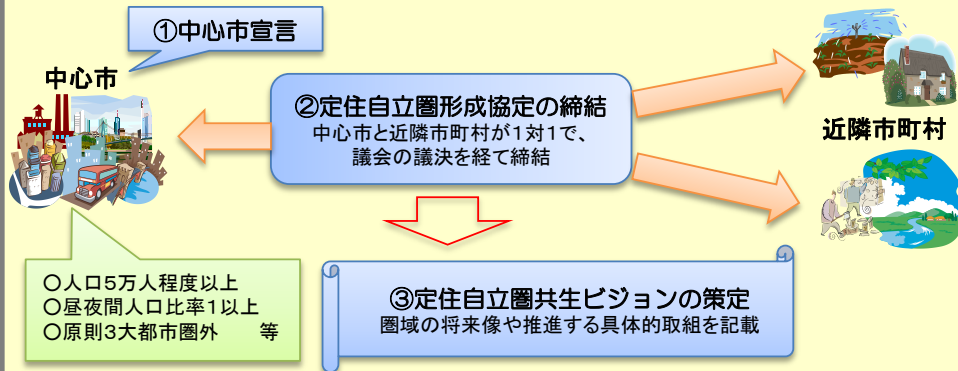 ①中心市宣言
中心市
②定住自立圏形成協定の締結
中心市と近隣市町村が1対1で、
議会の議決を経て締結
近隣市町村
○人口5万人程度以上
○昼夜間人口比率1以上
○原則3大都市圏外　　等
③定住自立圏共生ビジョンの策定
圏域の将来像や推進する具体的取組を記載